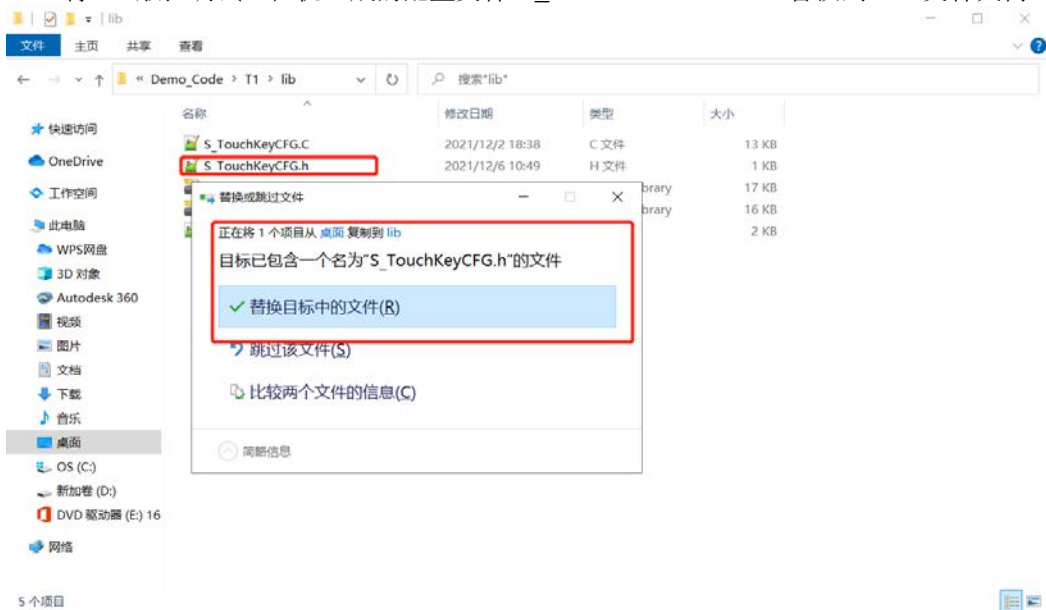 lib
文件 主页 共享 查看
« Demo_Code › T1 › lib 搜索"lib"
名称 修改日期 类型 大小
快速访问
OneDrive
工作空间
此电脑
WPS网盘
3D 对象
Autodesk 360
视频
图片
文档
下载
音乐
桌面
OS (C:)
新加卷 (D:)
DVD 驱动器 (E:) 16
网络
S_TouchKeyCFG.C 2021/12/2 18:38 C 文件 13 KB
S_TouchKeyCFG.h 2021/12/6 10:49 H 文件 1 KB
brary 17 KB
brary 16 KB
2 KB
替换或跳过文件
正在将 1 个项目从 桌面 复制到 lib
目标已包含一个名为"S_TouchKeyCFG.h"的文件
替换目标中的文件(R)
跳过该文件(S)
比较两个文件的信息(C)
简略信息
5 个项目